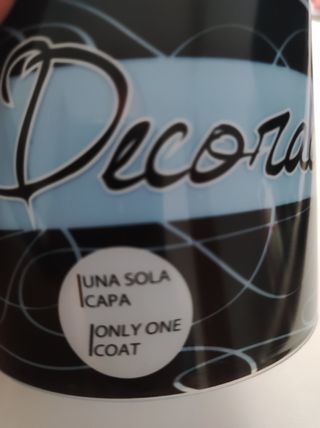 Decora
UNA SOLA
CAPA
ONLY ONE
COAT